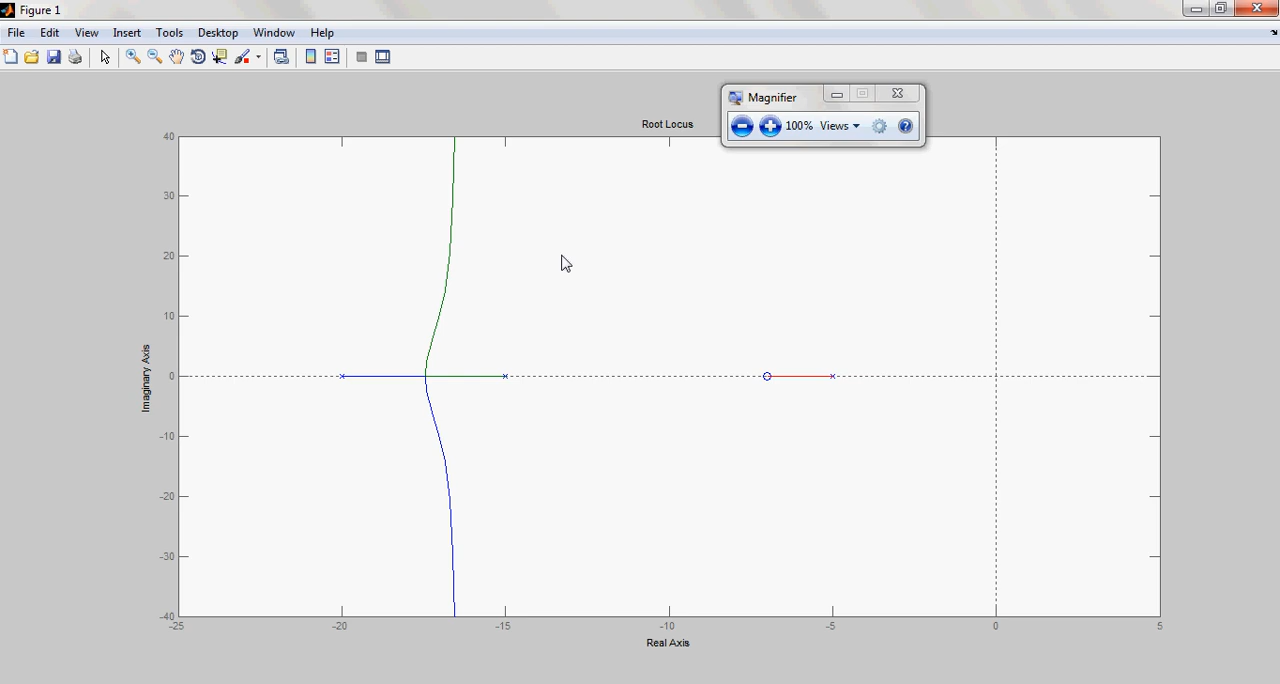 Figure 1
File Edit View Insert Tools Desktop Window Help
Magnifier
100% Views
Root Locus
40
30
20
10
0
-10
-20
-30
-40
Imaginary Axis
-25 -20 -15 -10 -5 0 5
Real Axis